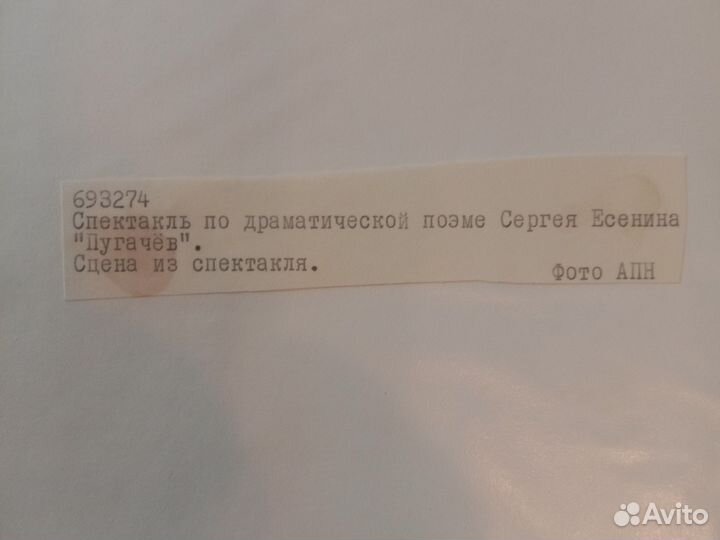 693274
Спектакль по драматической поэме Сергея Есенина
"Пугачёв".
Сцена из спектакля.
Фото АПН
Avito